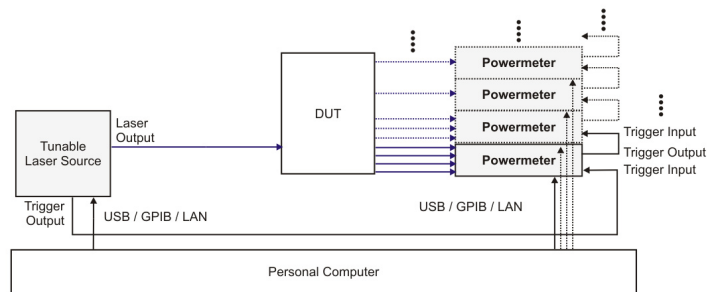 Powermeter
Powermeter
DUT
Powermeter
Laser
Output
Tunable
Laser Source
Trigger Input
Trigger Output
Powermeter
Trigger Input
Trigger
Output
USB / GPIB / LAN
USB / GPIB / LAN
Personal Computer